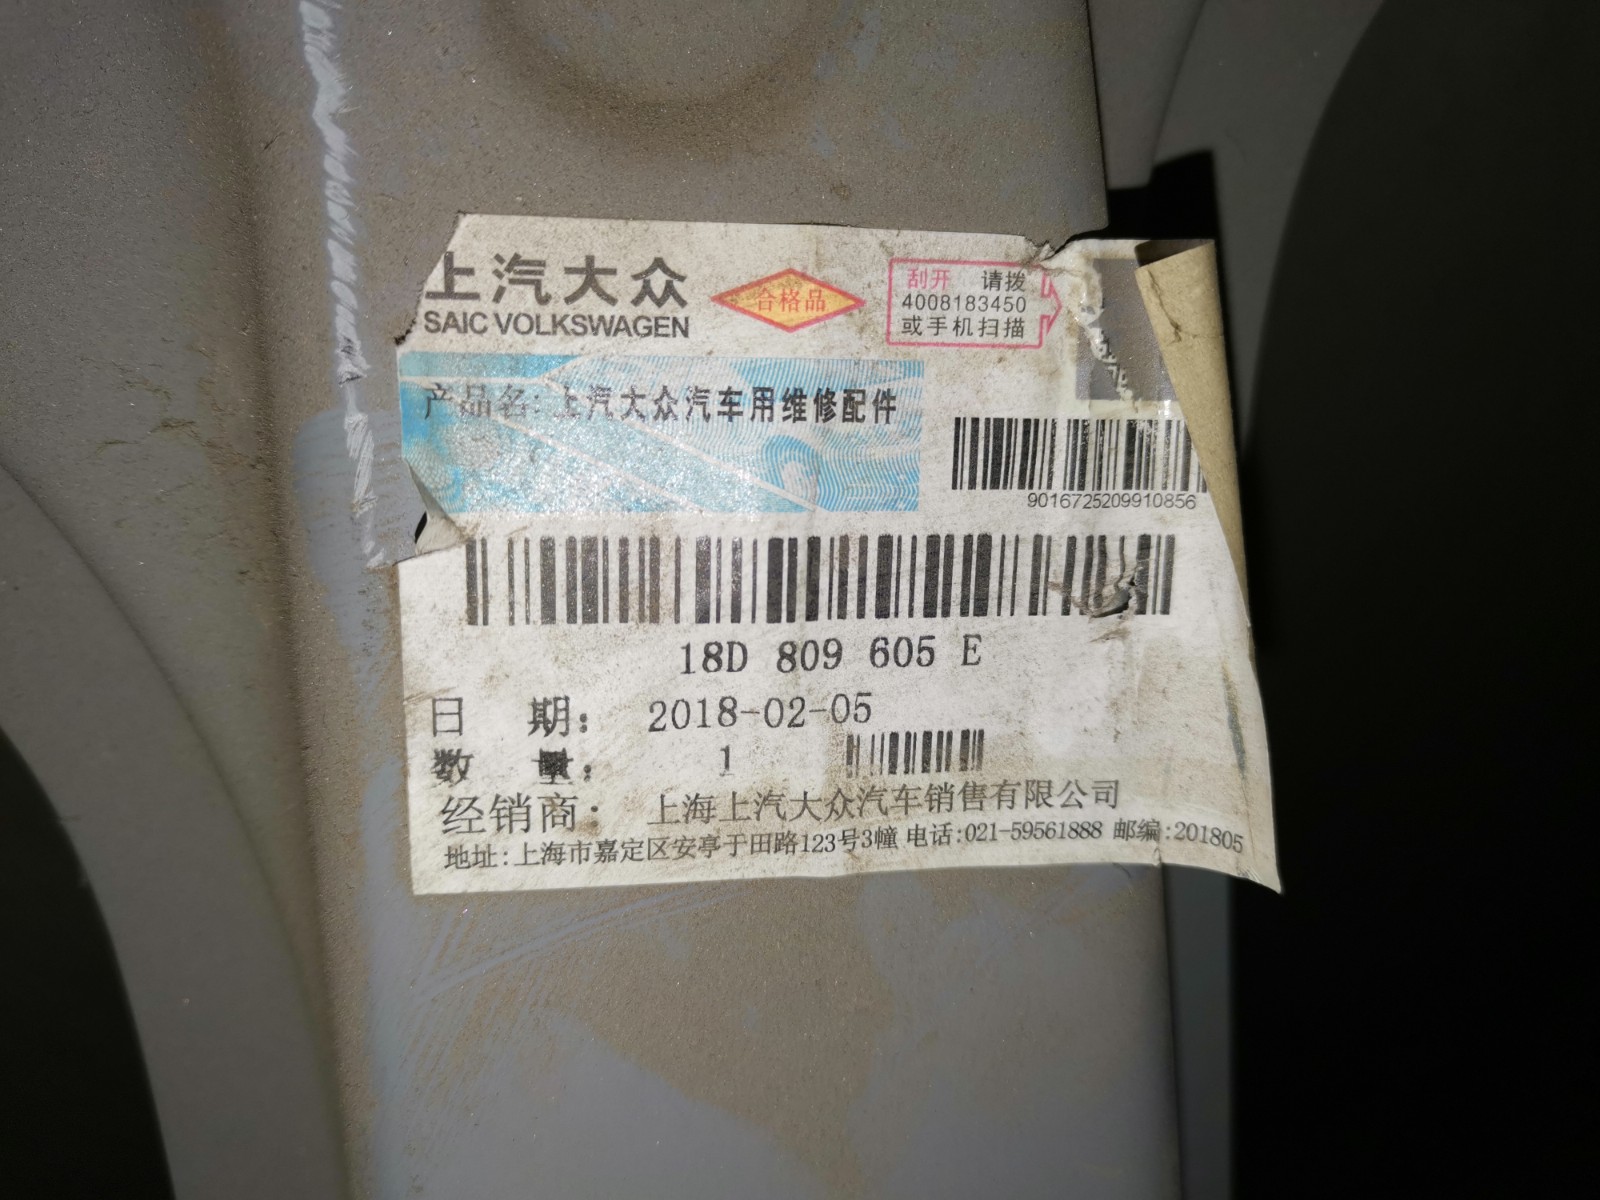 上汽大众
SAIC VOLKSWAGEN
合格品
刮开 请拨
4008183450
或手机扫描
产品名: 上汽大众汽车用维修配件
9016725209910856
18D 809 605 E
日 期: 2018-02-05
数 量: 1
经销商: 上海上汽大众汽车销售有限公司
地址:上海市嘉定区安亭于田路123号3幢 电话:021-59561888 邮编:201805